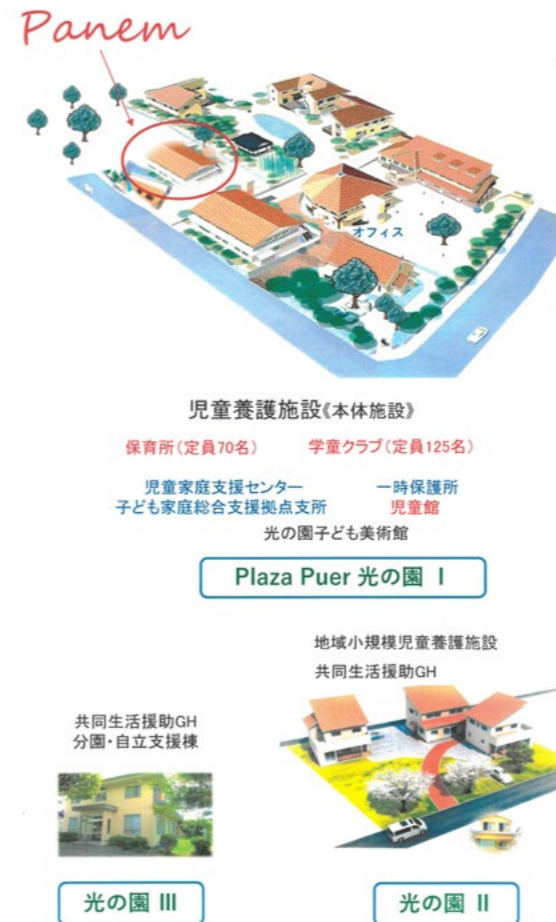 Panem
オフィス
児童養護施設《本体施設》
保育所(定員70名) 学童クラブ(定員125名)
児童家庭支援センター 一時保護所
子ども家庭総合支援拠点支所 児童館
光の園子ども美術館
Plaza Puer 光の園 I
地域小規模児童養護施設
共同生活援助GH
共同生活援助GH
分園・自立支援棟
光の園 III
光の園 II